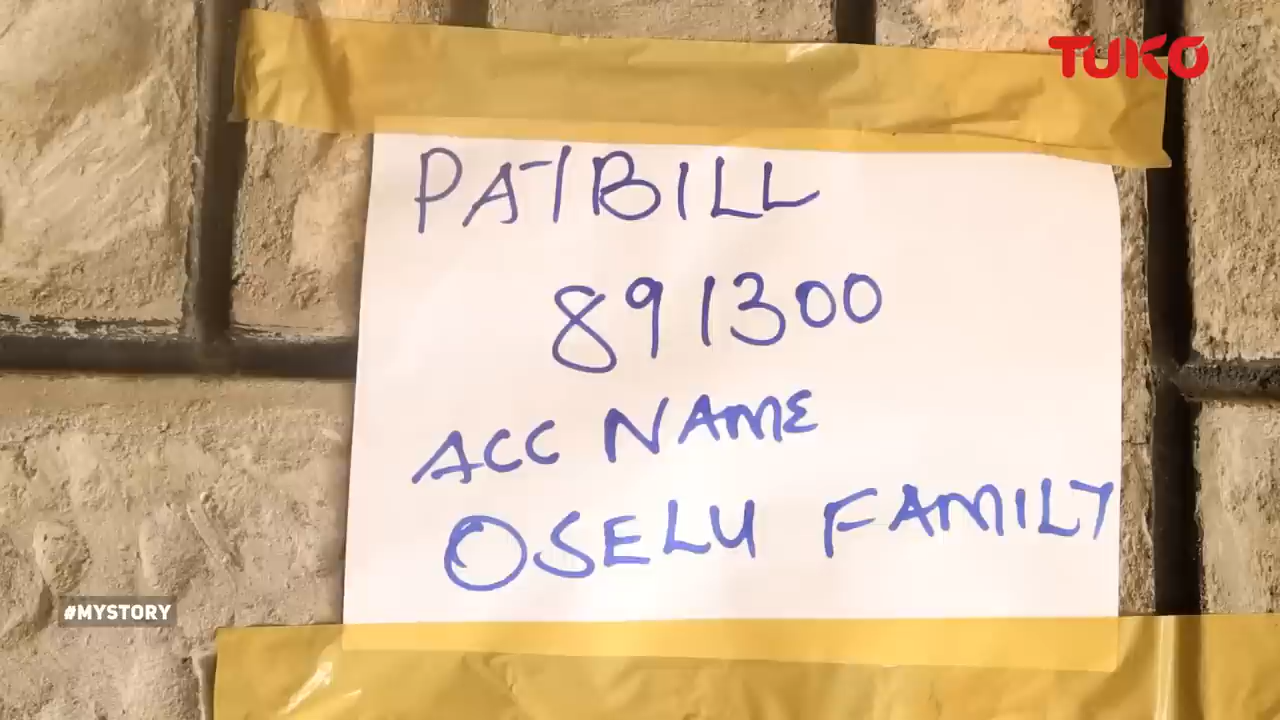 TUKO
PAYBILL
891300
ACC NAME
OSELU FAMILY
#MYSTORY